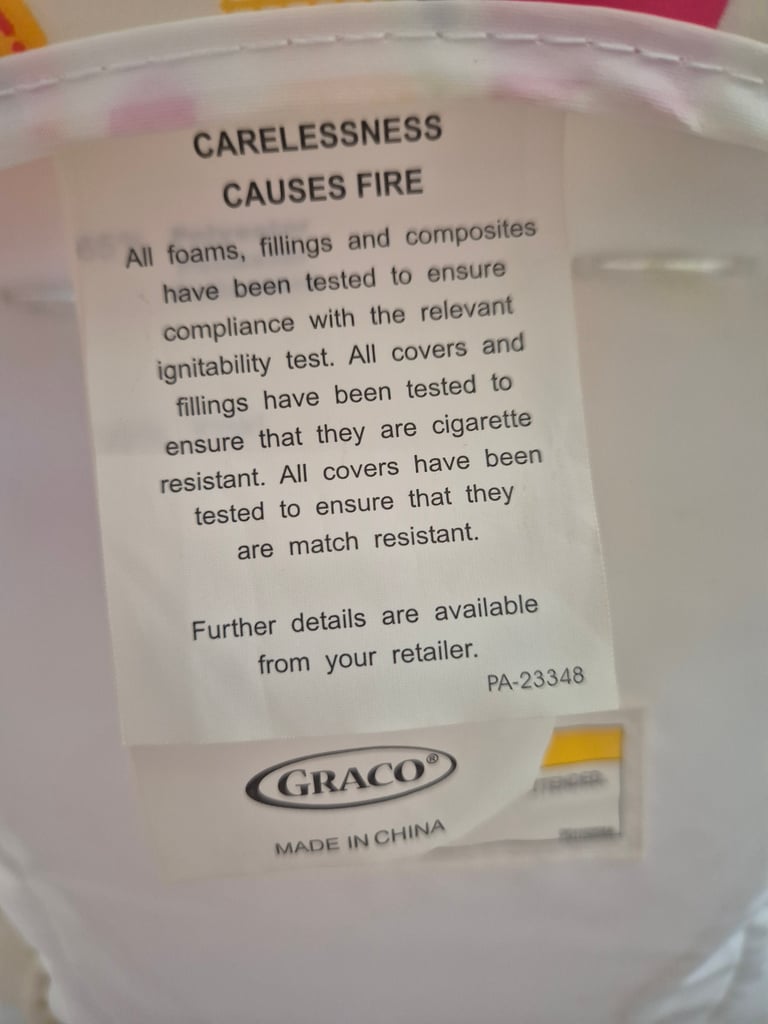 CARELESSNESS
CAUSES FIRE
All foams, fillings and composites
have been tested to ensure
compliance with the relevant
ignitability test. All covers and
fillings have been tested to
ensure that they are cigarette
resistant. All covers have been
tested to ensure that they
are match resistant.
Further details are available
from your retailer.
PA-23348
GRACO®
MADE IN CHINA